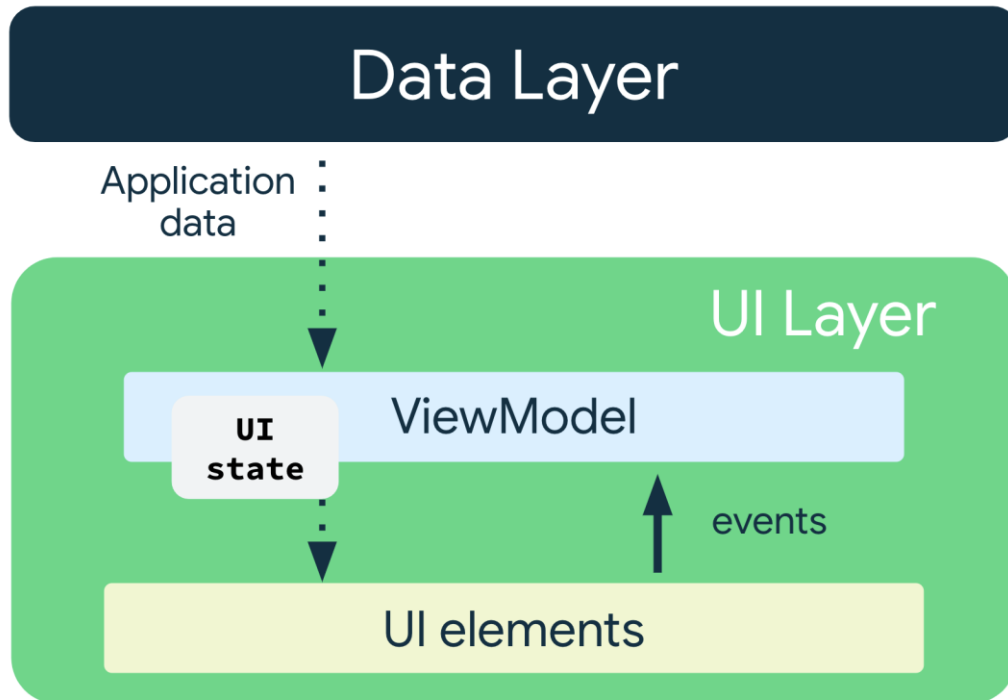 Data Layer
Application
data
UI Layer
ViewModel
UI
state
events
UI elements